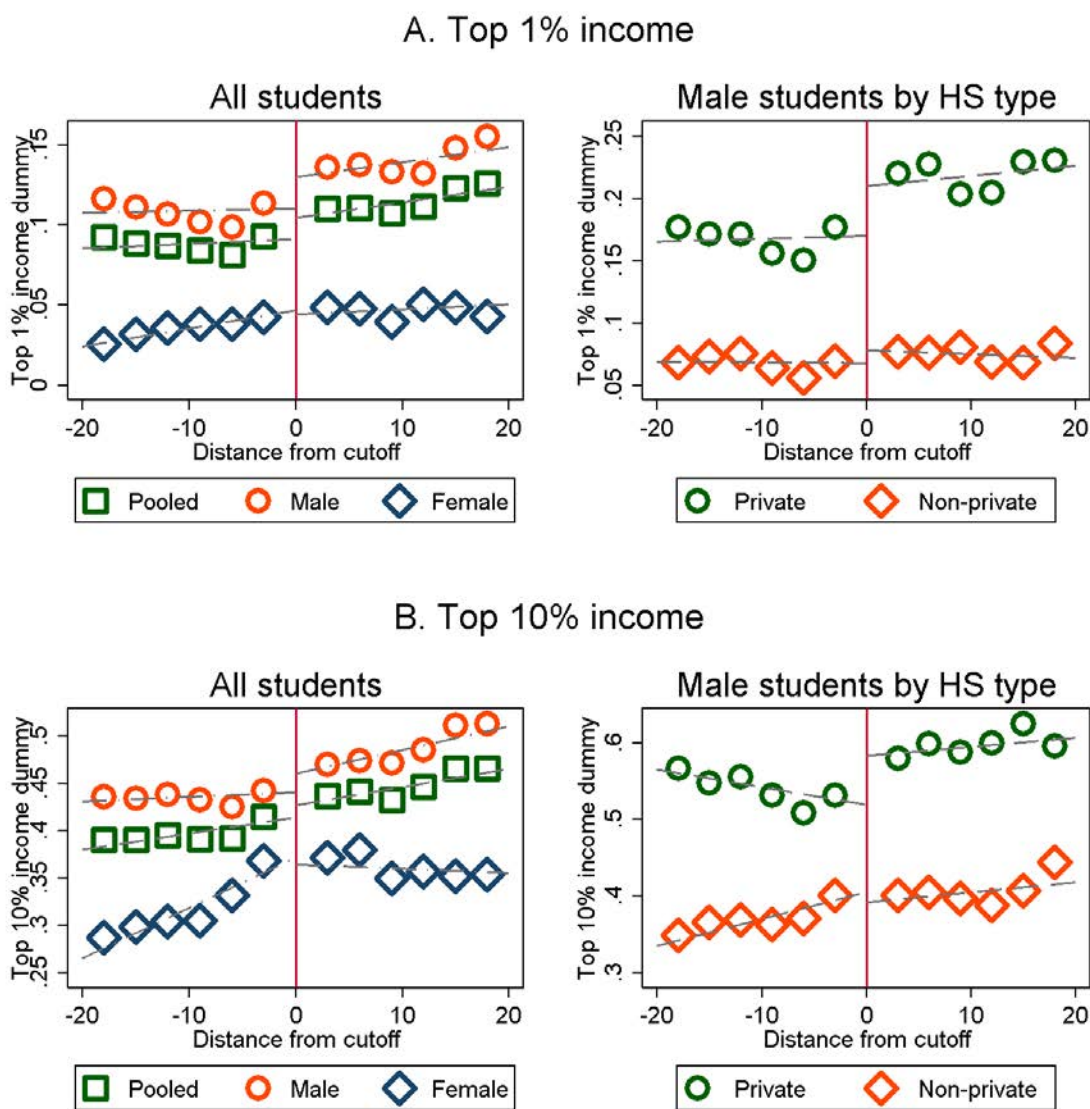 A. Top 1% income
All students
Top 1% income dummy
0 .05 .1 .15
-20 -10 0 10 20
Distance from cutoff
Pooled Male Female
Male students by HS type
Top 1% income dummy
.05 .1 .15 .2 .25
-20 -10 0 10 20
Distance from cutoff
Private Non-private
B. Top 10% income
All students
Top 10% income dummy
.25 .3 .35 .4 .45 .5
-20 -10 0 10 20
Distance from cutoff
Pooled Male Female
Male students by HS type
Top 10% income dummy
.3 .4 .5 .6
-20 -10 0 10 20
Distance from cutoff
Private Non-private